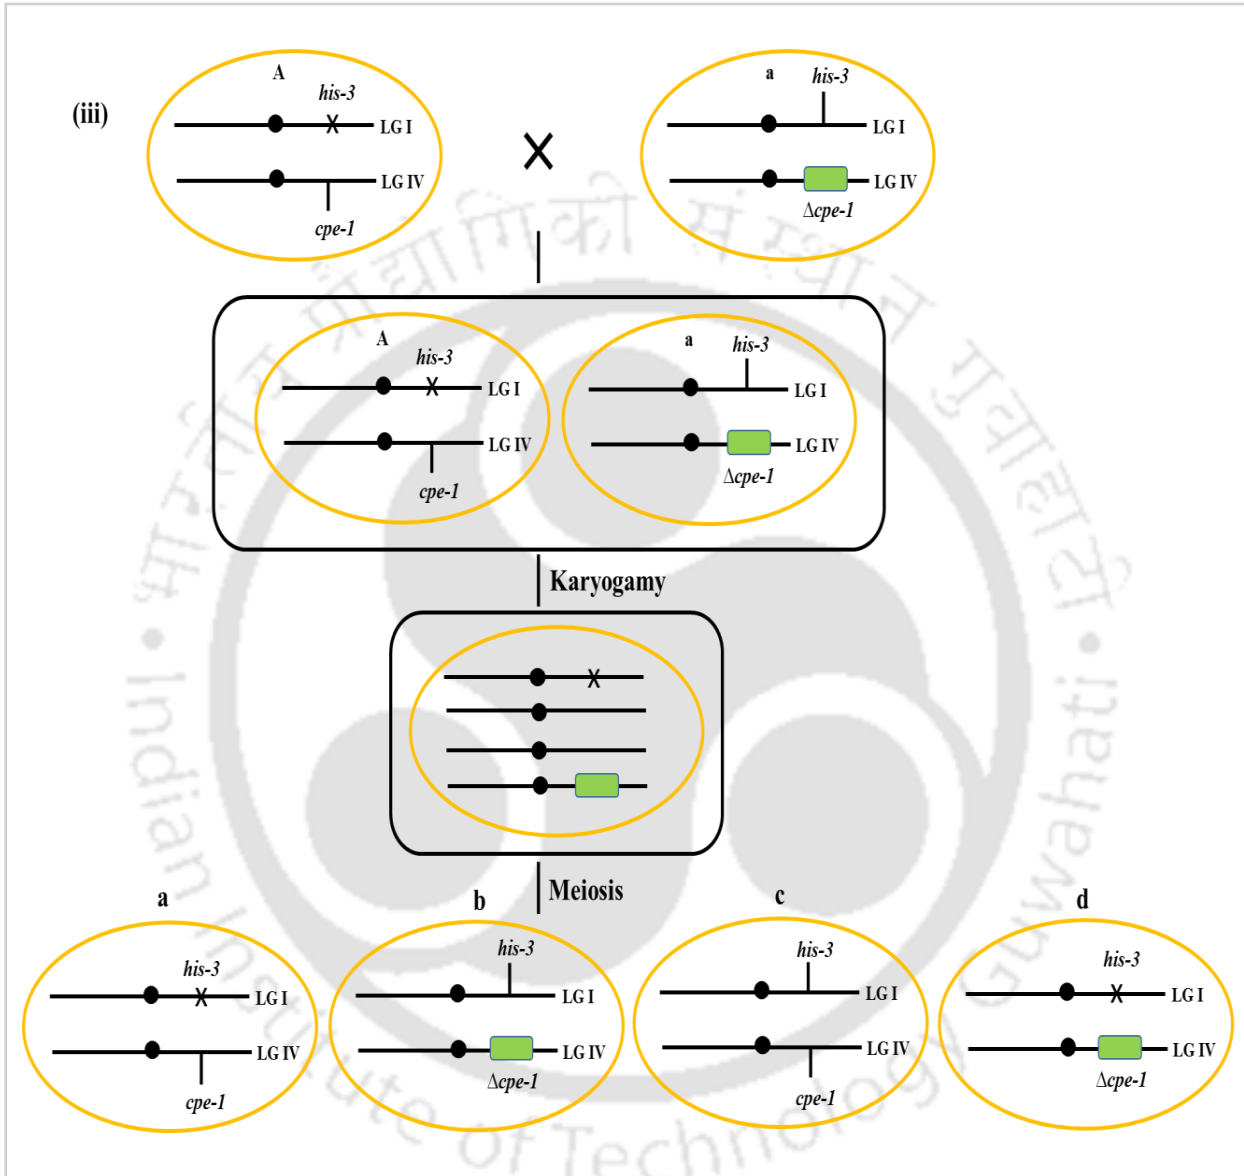 A
his-3
(iii)
LG I
LG IV
cpe-1
X
a
his-3
LG I
LG IV
Δcpe-1
A
his-3
LG I
LG IV
cpe-1
a
his-3
LG I
LG IV
Δcpe-1
Karyogamy
Meiosis
a
his-3
LG I
LG IV
cpe-1
b
his-3
LG I
LG IV
Δcpe-1
c
his-3
LG I
LG IV
cpe-1
d
his-3
LG I
LG IV
Δcpe-1
भारतीय प्रौद्योगिकी संस्थान गुवाहाटी
Indian Institute of Technology Guwahati